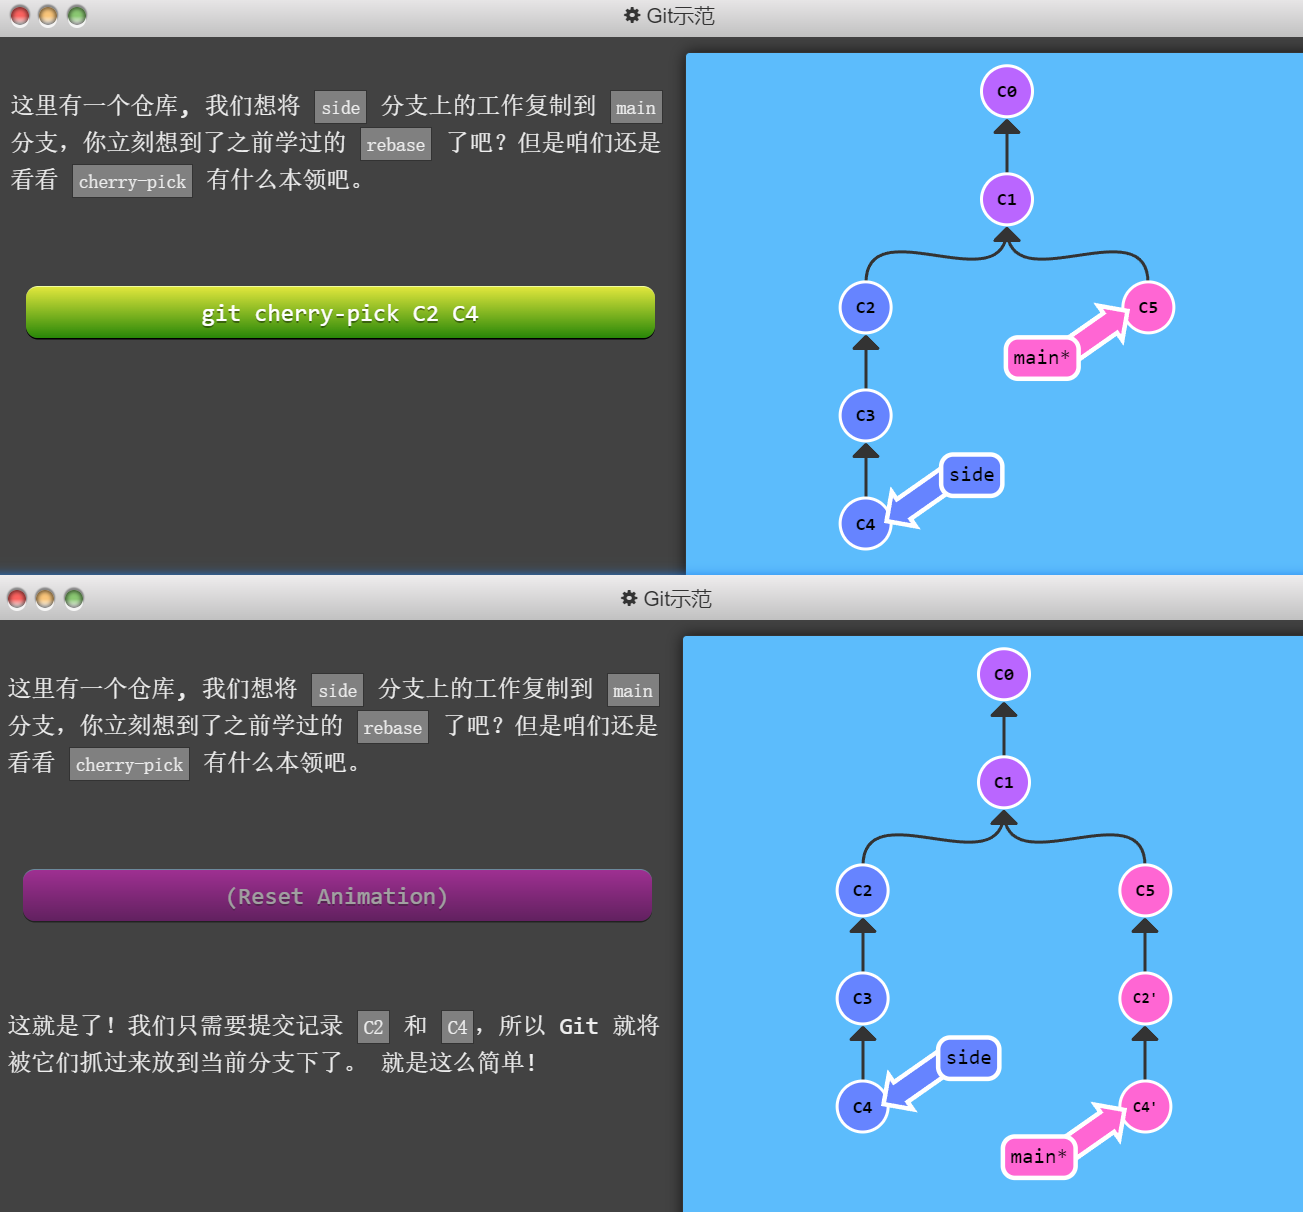 Git示范
这里有一个仓库, 我们想将 side 分支上的工作复制到 main
分支，你立刻想到了之前学过的 rebase 了吧？但是咱们还是
看看 cherry-pick 有什么本领吧。
git cherry-pick C2 C4
C0
C1
C2
C5
main*
C3
side
C4
Git示范
这里有一个仓库, 我们想将 side 分支上的工作复制到 main
分支，你立刻想到了之前学过的 rebase 了吧？但是咱们还是
看看 cherry-pick 有什么本领吧。
(Reset Animation)
这就是了！我们只需要提交记录 C2 和 C4，所以 Git 就将
被它们抓过来放到当前分支下了。 就是这么简单!
C0
C1
C2
C5
C3
C2'
side
C4
C4'
main*